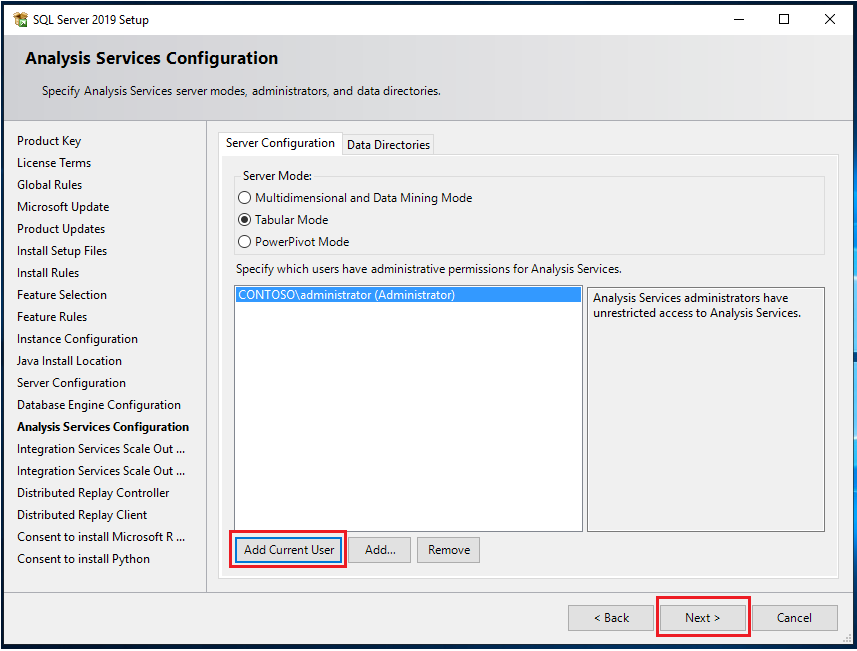 SQL Server 2019 Setup
Analysis Services Configuration
Specify Analysis Services server modes, administrators, and data directories.
Product Key
License Terms
Global Rules
Microsoft Update
Product Updates
Install Setup Files
Install Rules
Feature Selection
Feature Rules
Instance Configuration
Java Install Location
Server Configuration
Database Engine Configuration
Analysis Services Configuration
Integration Services Scale Out ...
Integration Services Scale Out ...
Distributed Replay Controller
Distributed Replay Client
Consent to install Microsoft R ...
Consent to install Python
Server Configuration
Data Directories
Server Mode:
Multidimensional and Data Mining Mode
Tabular Mode
PowerPivot Mode
Specify which users have administrative permissions for Analysis Services.
CONTOSO\administrator (Administrator)
Analysis Services administrators have
unrestricted access to Analysis Services.
Add Current User
Add...
Remove
< Back
Next >
Cancel